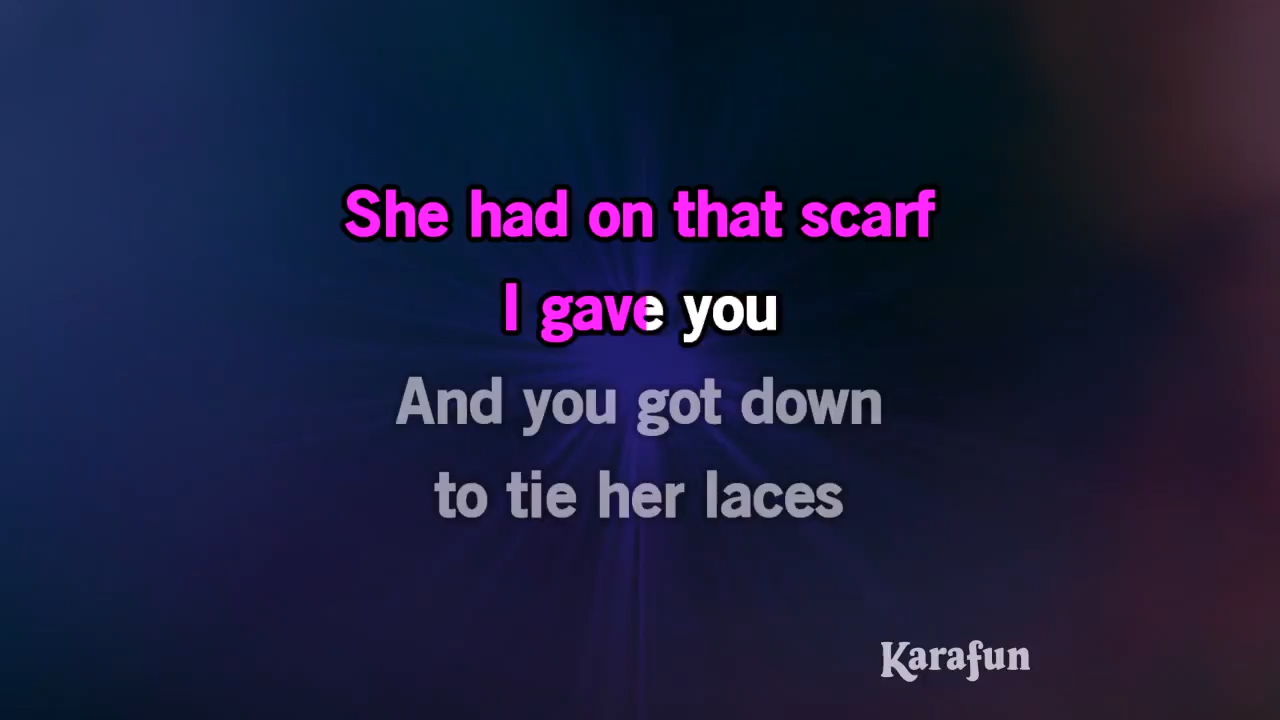 She had on that scarf
I gave you
And you got down
to tie her laces
Karafun